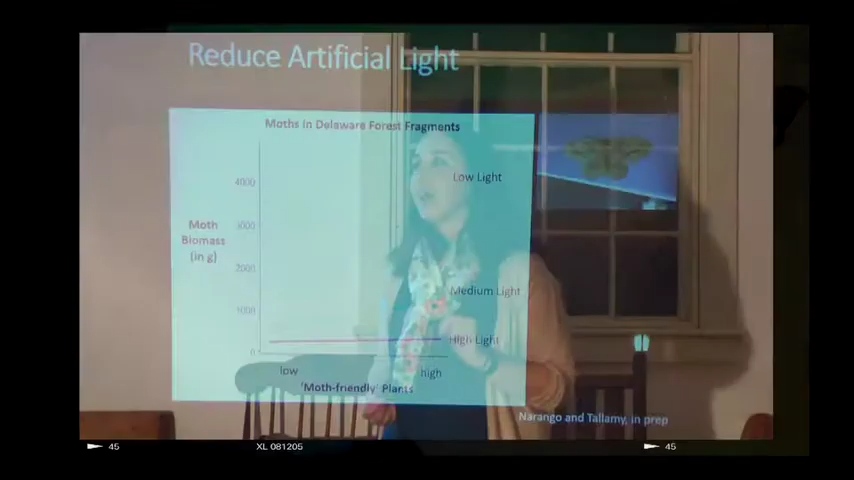 Reduce Artificial Light
Moths in Delaware Forest Fragments
4000
3000
2000
1000
0
Moth
Biomass
(in g)
Low Light
Medium Light
High Light
low
high
'Moth-friendly' Plants
Narango and Tallamy, in prep
45
XL 081205
45